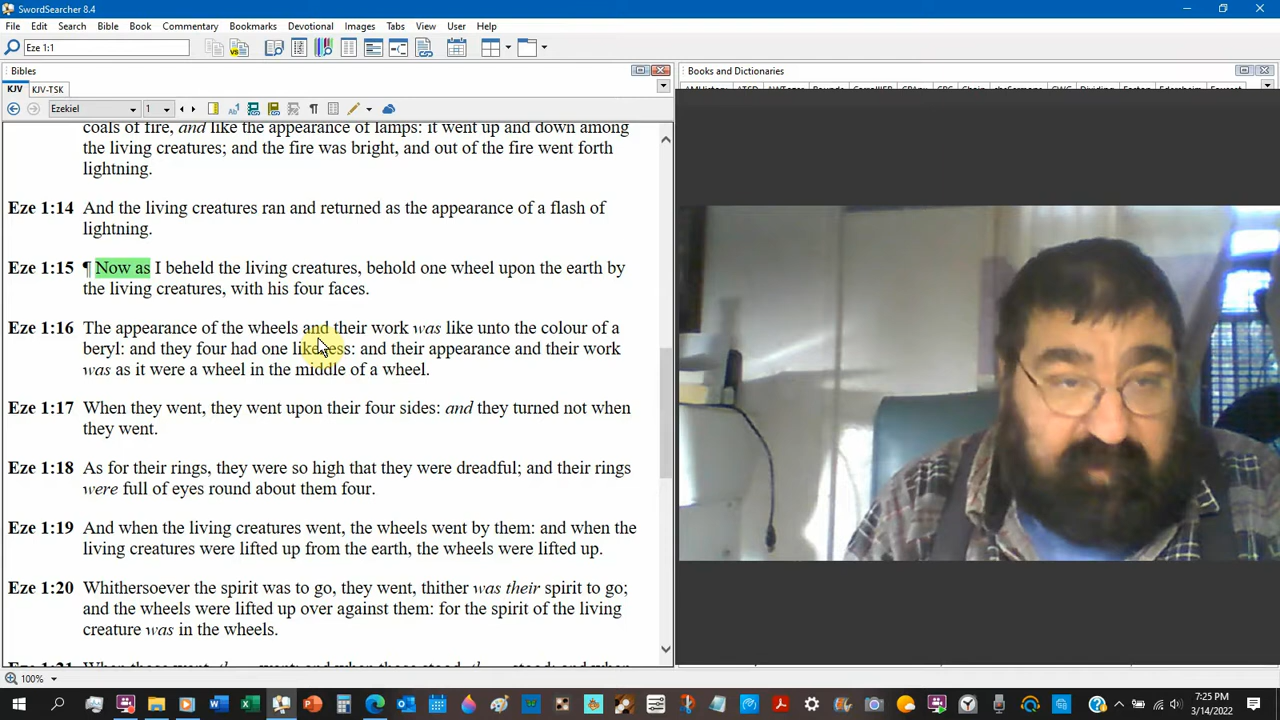 SwordSearcher 8.4
File Edit Search Bible Book Commentary Bookmarks Devotional Images Tabs View User Help
Eze 1:1
Bibles
Books and Dictionaries
KJV KJV-TSK
Ezekiel 1
coals of fire, and like the appearance of lamps: it went up and down among
the living creatures; and the fire was bright, and out of the fire went forth
lightning.
Eze 1:14 And the living creatures ran and returned as the appearance of a flash of
lightning.
Eze 1:15 ¶ Now as I beheld the living creatures, behold one wheel upon the earth by
the living creatures, with his four faces.
Eze 1:16 The appearance of the wheels and their work was like unto the colour of a
beryl: and they four had one likeness: and their appearance and their work
was as it were a wheel in the middle of a wheel.
Eze 1:17 When they went, they went upon their four sides: and they turned not when
they went.
Eze 1:18 As for their rings, they were so high that they were dreadful; and their rings
were full of eyes round about them four.
Eze 1:19 And when the living creatures went, the wheels went by them: and when the
living creatures were lifted up from the earth, the wheels were lifted up.
Eze 1:20 Whithersoever the spirit was to go, they went, thither was their spirit to go;
and the wheels were lifted up over against them: for the spirit of the living
creature was in the wheels.
100%
7:25 PM
3/14/2022